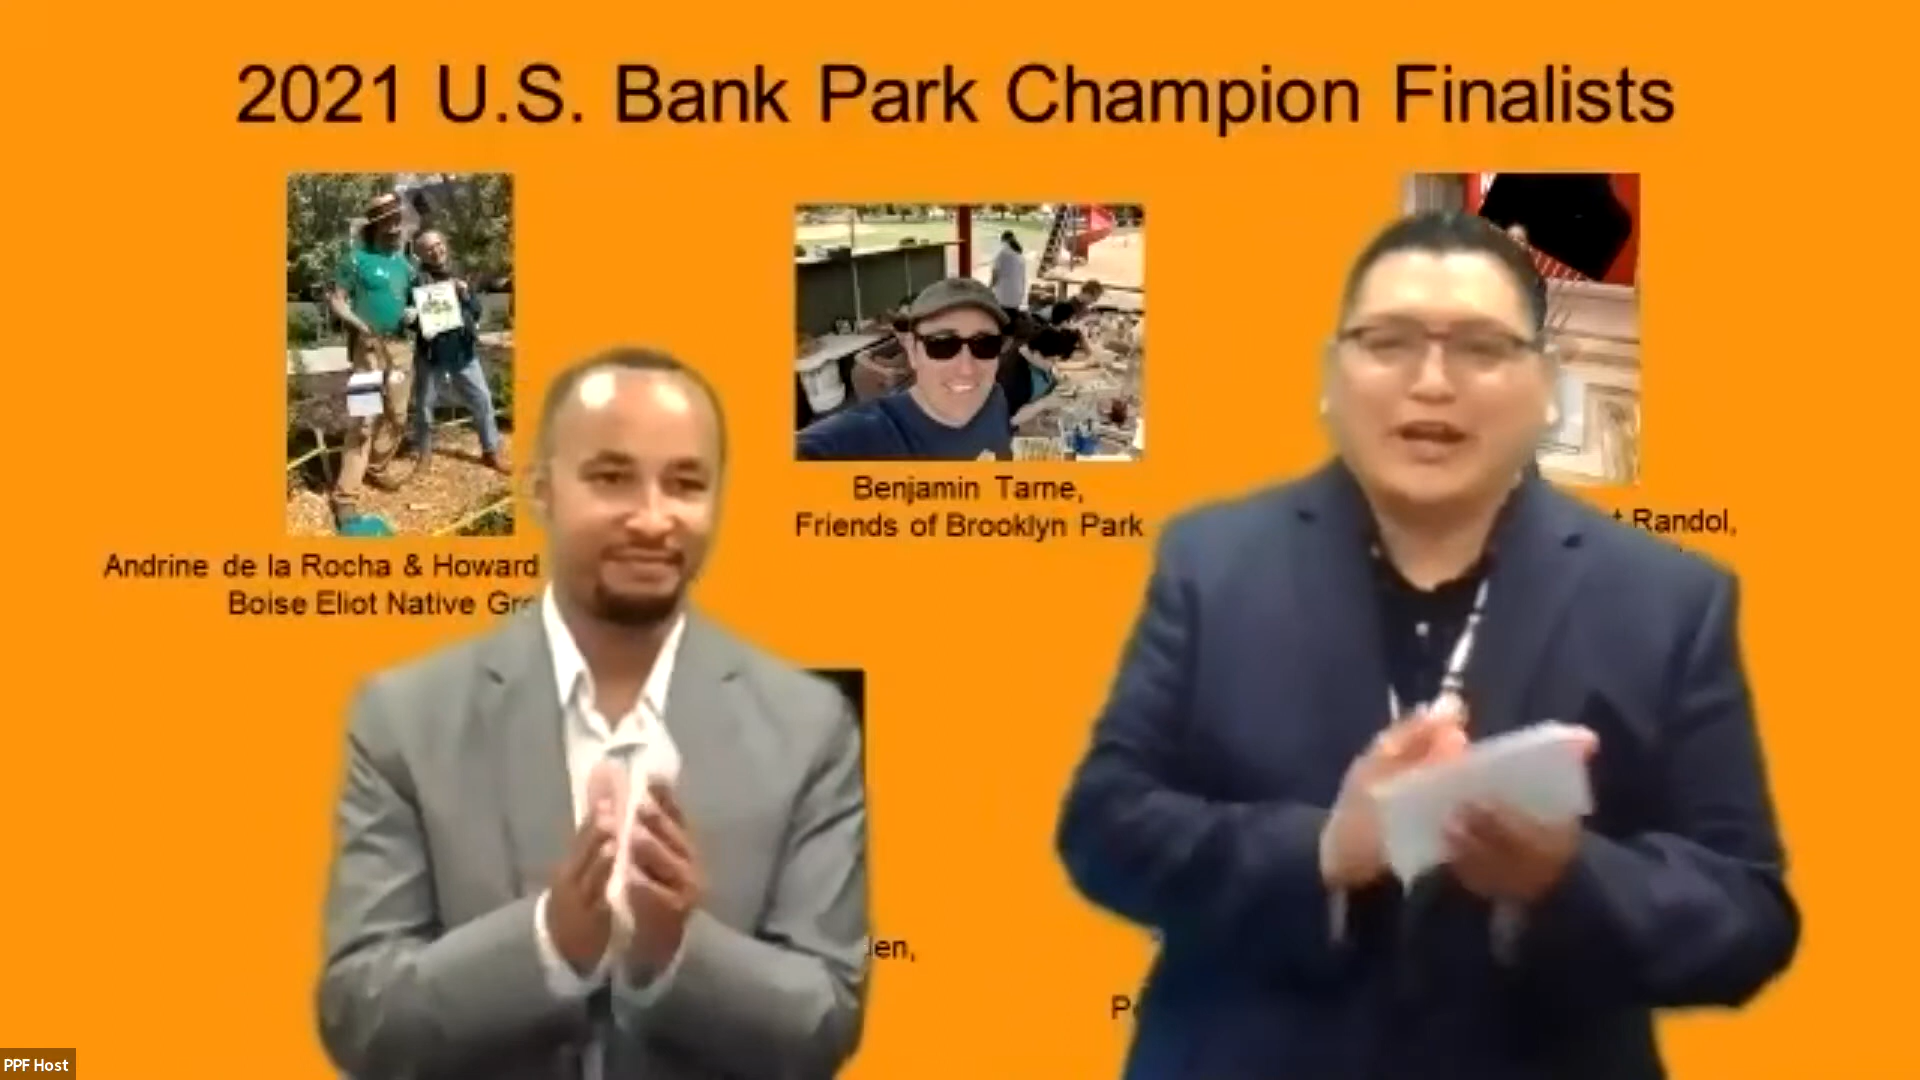 2021 U.S. Bank Park Champion Finalists
Benjamin Tarne,
Friends of Brooklyn Park
Randol,
Andrine de la Rocha & Howard
Boise Eliot Native
PPF Host